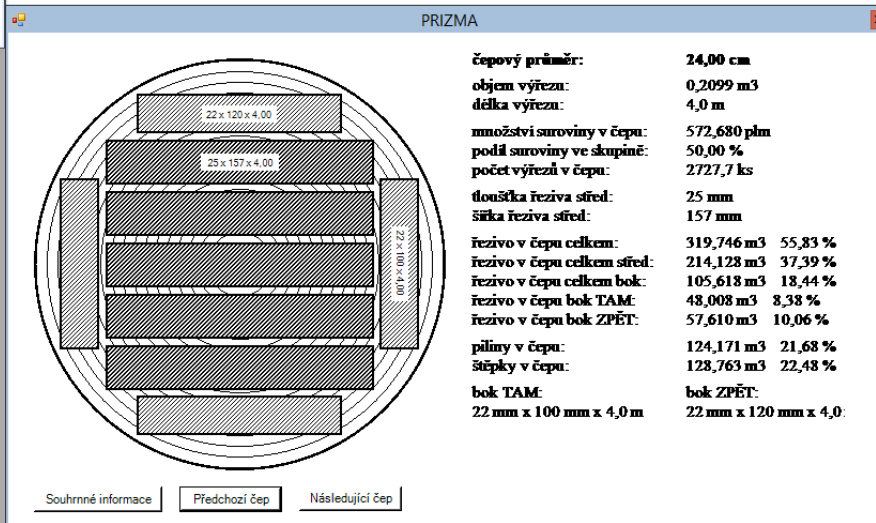 PRIZMA
22 x 120 x 4,00
25 x 157 x 4,00
22 x 100 x 4,00
čepový průměr: 24,00 cm
objem výřezu: 0,2099 m3
délka výřezu: 4,0 m
množství suroviny v čepu: 572,680 plm
podíl suroviny ve skupině: 50,00 %
počet výřezů v čepu: 2727,7 ks
tloušťka řeziva střed: 25 mm
šířka řeziva střed: 157 mm
řezivo v čepu celkem: 319,746 m3 55,83 %
řezivo v čepu celkem střed: 214,128 m3 37,39 %
řezivo v čepu celkem bok: 105,618 m3 18,44 %
řezivo v čepu bok TAM: 48,008 m3 8,38 %
řezivo v čepu bok ZPĚT: 57,610 m3 10,06 %
piliny v čepu: 124,171 m3 21,68 %
štěpky v čepu: 128,763 m3 22,48 %
bok TAM: bok ZPĚT:
22 mm x 100 mm x 4,0 m 22 mm x 120 mm x 4,0
Souhrnné informace Předchozí čep Následující čep